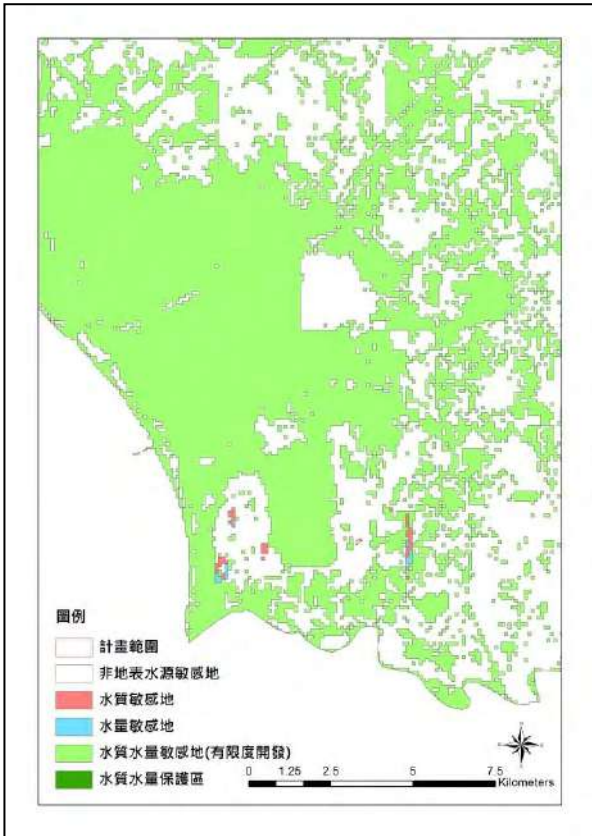 圖例
計畫範圍
非地表水源敏感地
水質敏感地
水量敏感地
水質水量敏感地(有限度開發)
水質水量保護區
0 1.25 2.5 5 7.5
Kilometers